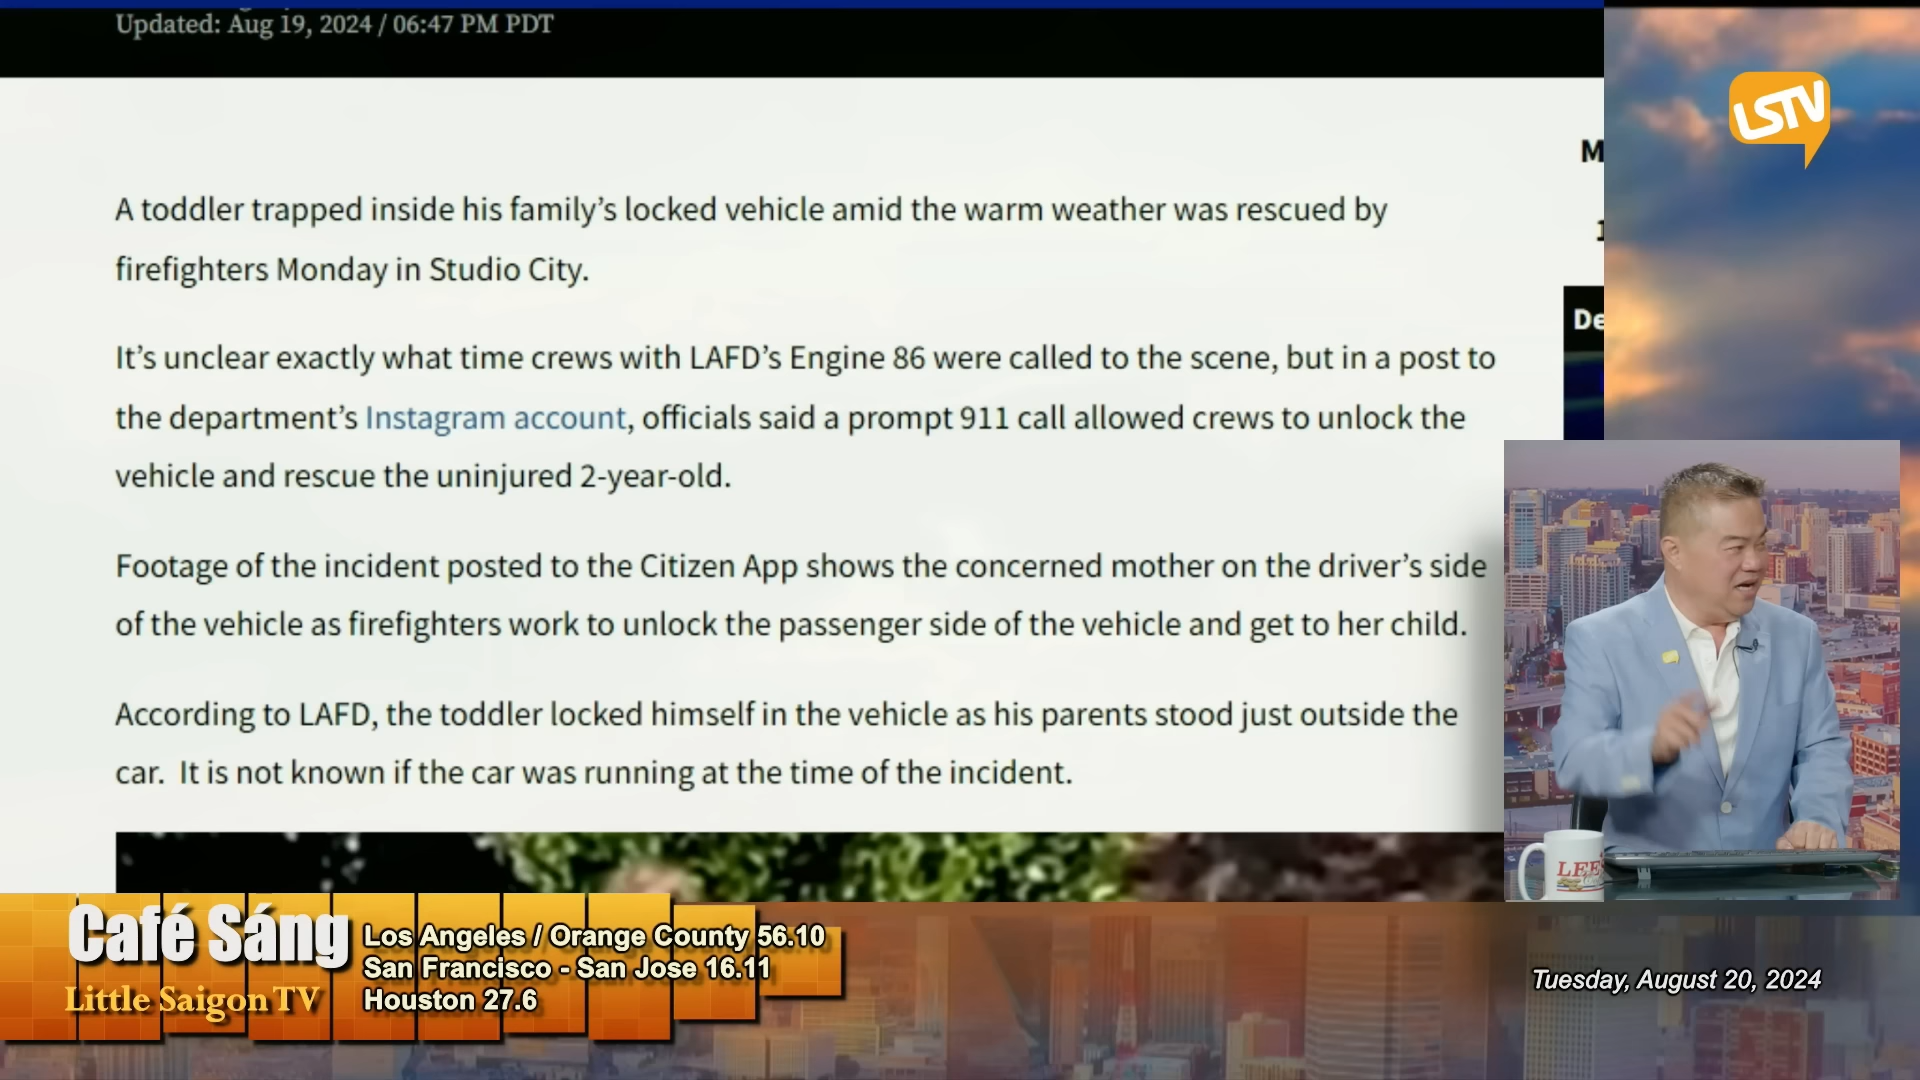 Updated: Aug 19, 2024 / 06:47 PM PDT
LSTV
M
1
De
A toddler trapped inside his family’s locked vehicle amid the warm weather was rescued by
firefighters Monday in Studio City.
It’s unclear exactly what time crews with LAFD’s Engine 86 were called to the scene, but in a post to
the department’s Instagram account, officials said a prompt 911 call allowed crews to unlock the
vehicle and rescue the uninjured 2-year-old.
Footage of the incident posted to the Citizen App shows the concerned mother on the driver’s side
of the vehicle as firefighters work to unlock the passenger side of the vehicle and get to her child.
According to LAFD, the toddler locked himself in the vehicle as his parents stood just outside the
car. It is not known if the car was running at the time of the incident.
LEE'S
Café Sáng
Little Saigon TV
Los Angeles / Orange County 56.10
San Francisco - San Jose 16.11
Houston 27.6
Tuesday, August 20, 2024